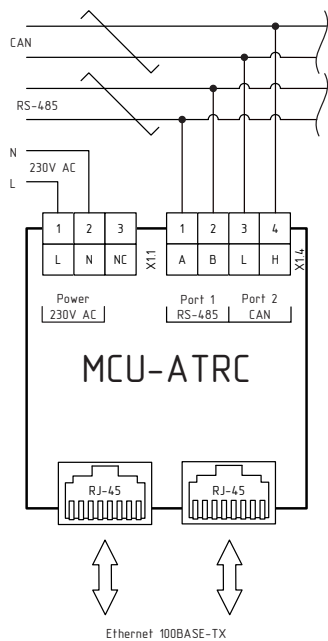 CAN
RS-485
N
230V AC
L
1 2 3 1 2 3 4
L N NC X1.1 A B L H X1.4
Power Port 1 Port 2
230V AC RS-485 CAN
MCU-ATRC
RJ-45 RJ-45
Ethernet 100BASE-TX